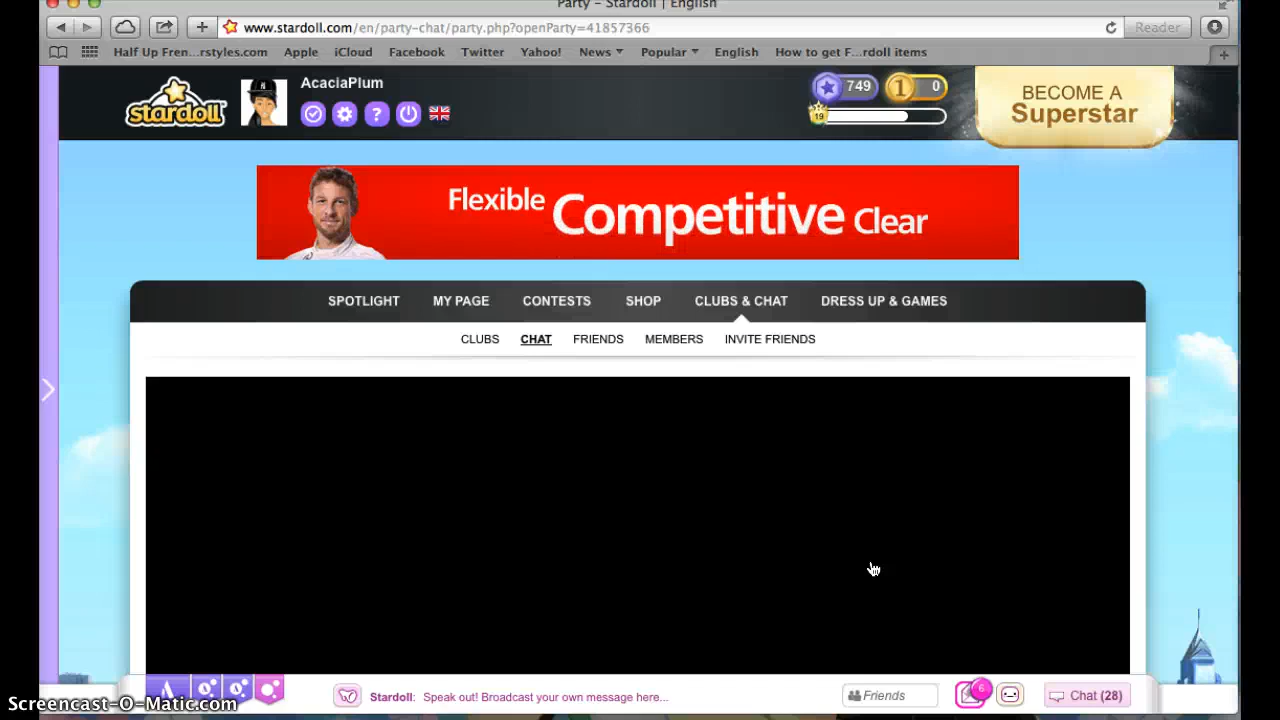 Party - Stardoll | English
www.stardoll.com/en/party-chat/party.php?openParty=41857366
Reader
Half Up Fren...rstyles.com Apple iCloud Facebook Twitter Yahoo! News Popular English How to get F...rdoll items
stardoll
AcaciaPlum
?
749
1
0
19
BECOME A
Superstar
Flexible Competitive Clear
SPOTLIGHT MY PAGE CONTESTS SHOP CLUBS & CHAT DRESS UP & GAMES
CLUBS CHAT FRIENDS MEMBERS INVITE FRIENDS
Stardoll: Speak out! Broadcast your own message here...
Friends
6
Chat (28)
Screencast-O-Matic.com